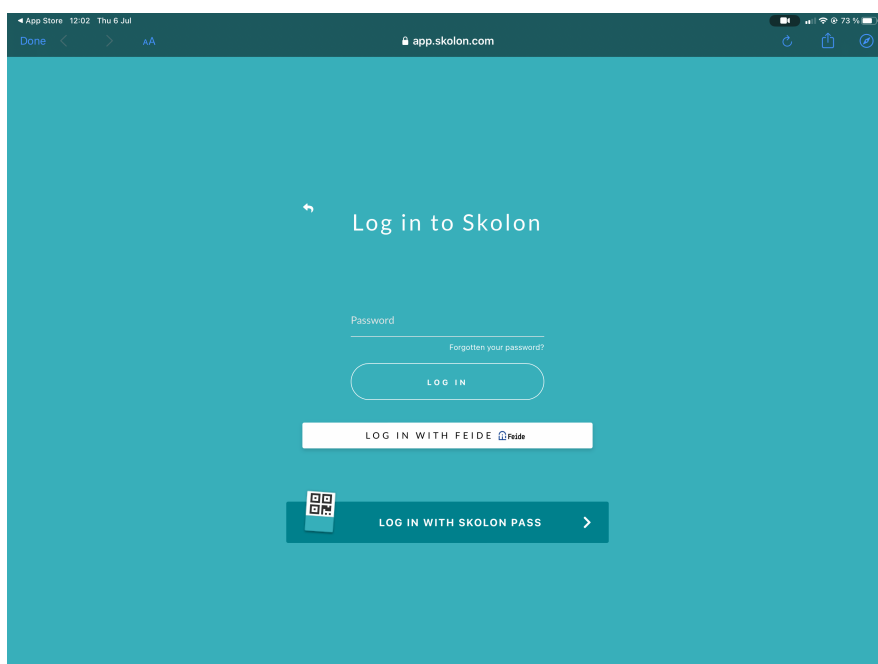 App Store 12:02 Thu 6 Jul 73 %
Done AA app.skolon.com
Log in to Skolon
Password
Forgotten your password?
LOG IN
LOG IN WITH FEIDE Feide
LOG IN WITH SKOLON PASS